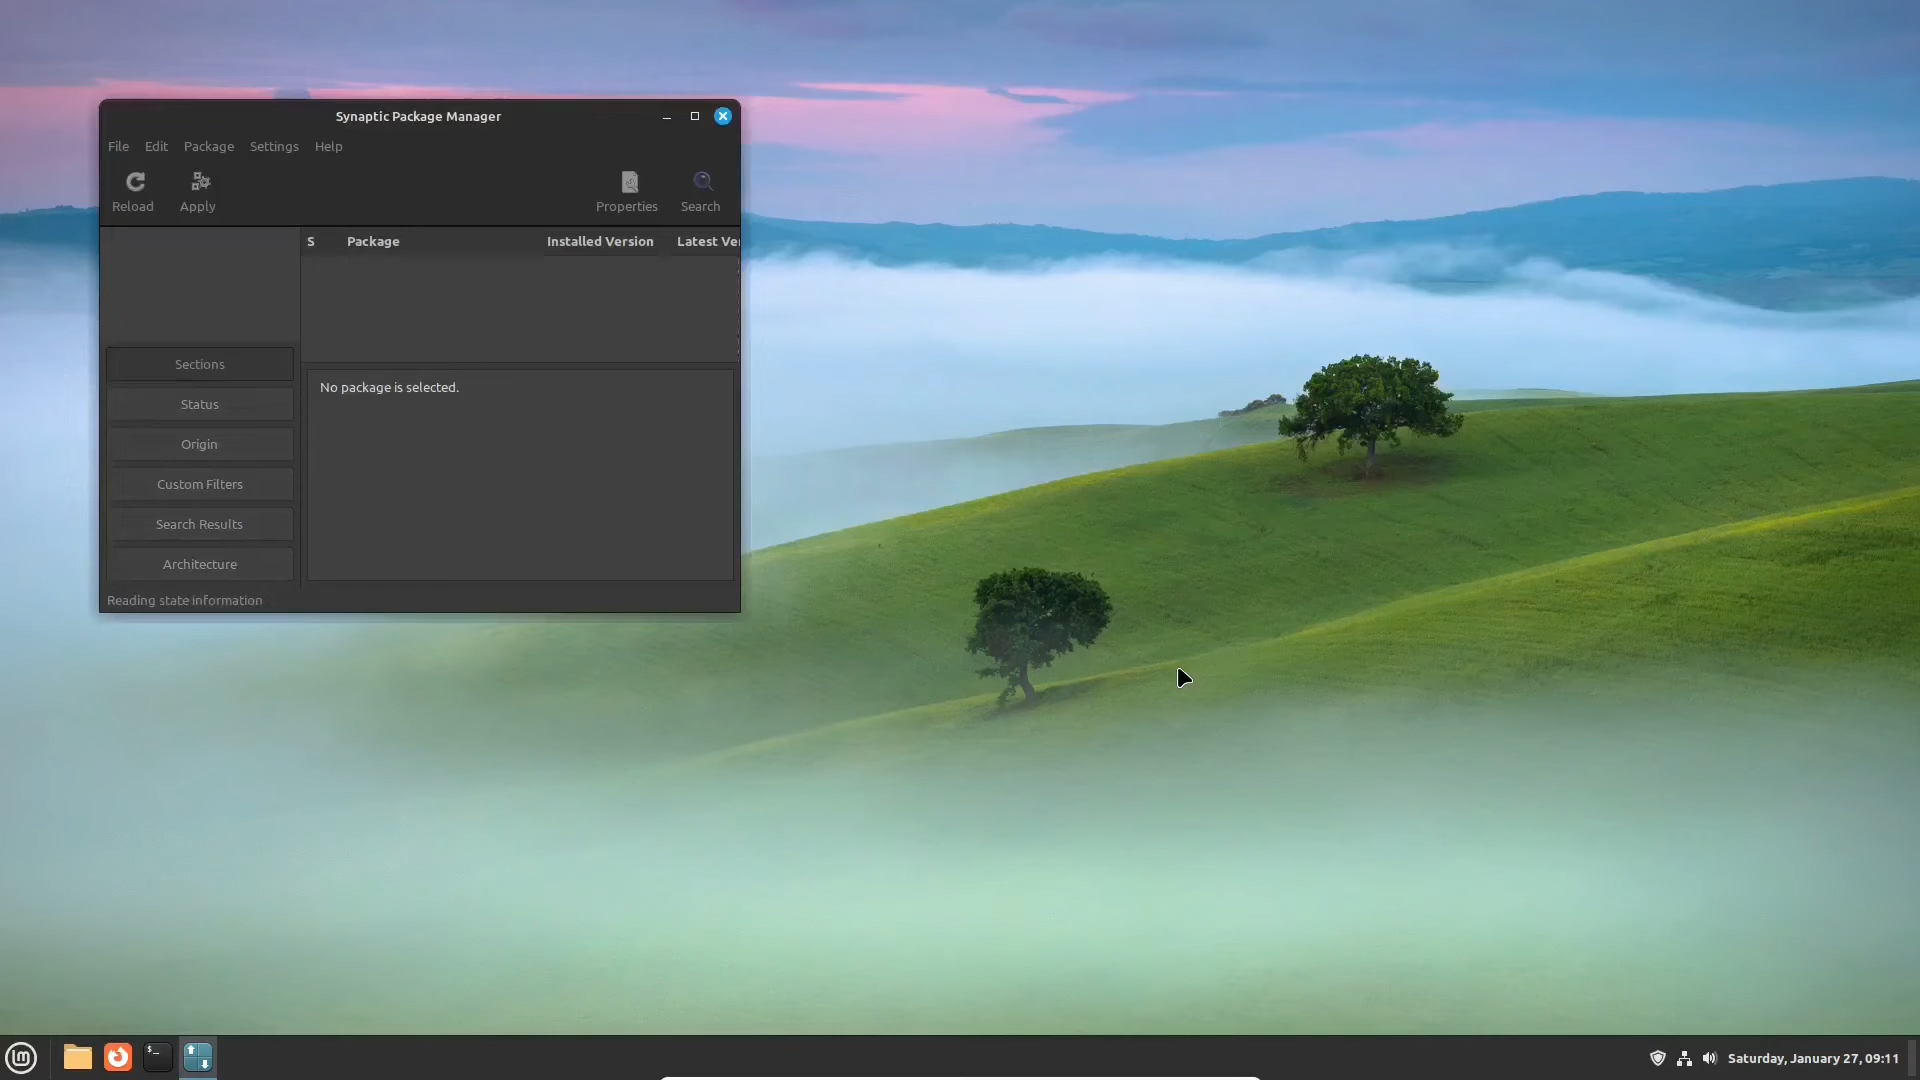 Synaptic Package Manager
File Edit Package Settings Help
Reload Apply Properties Search
S Package Installed Version Latest Ve
No package is selected.
Sections
Status
Origin
Custom Filters
Search Results
Architecture
Reading state information
Saturday, January 27, 09:11